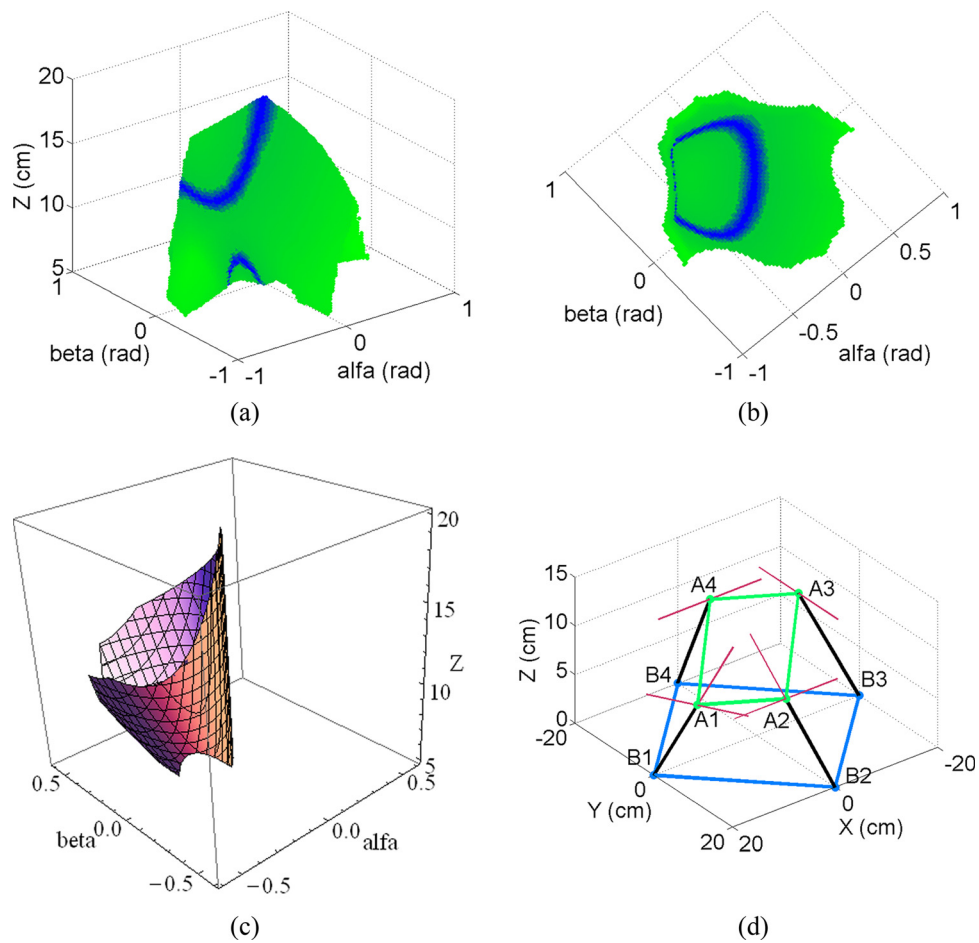 20
15
10
5
Z (cm)
1
0
-1
beta (rad)
-1
0
1
alfa (rad)
(a)
1
0
-1
beta (rad)
-1
-0.5
0
0.5
1
alfa (rad)
(b)
20
15
10
5
Z
0.5
0.0
−0.5
beta
−0.5
0.0
0.5
alfa
(c)
15
10
5
0
Z (cm)
-20
0
20
Y (cm)
20
0
-20
X (cm)
A4
A3
B4
B3
A1
A2
B1
B2
(d)